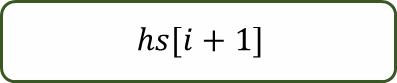 hs[i + 1]